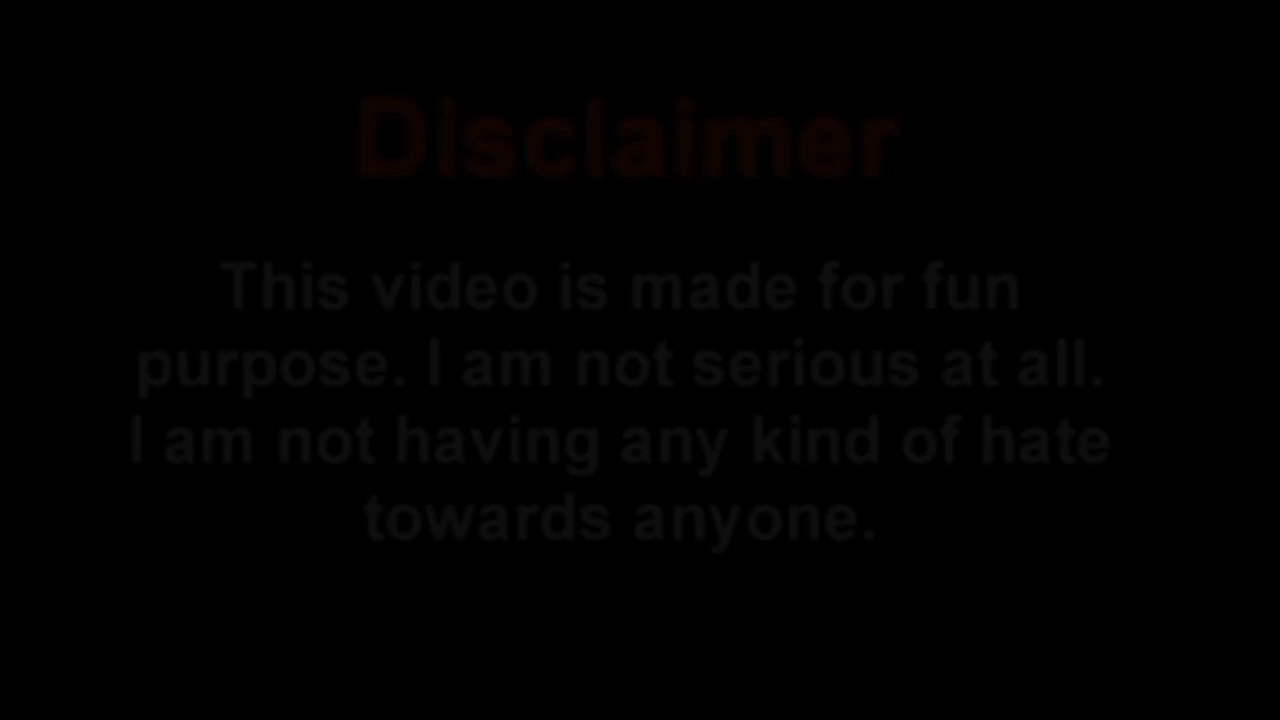 Disclaimer
This video is made for fun
purpose. I am not serious at all.
I am not having any kind of hate
towards anyone.